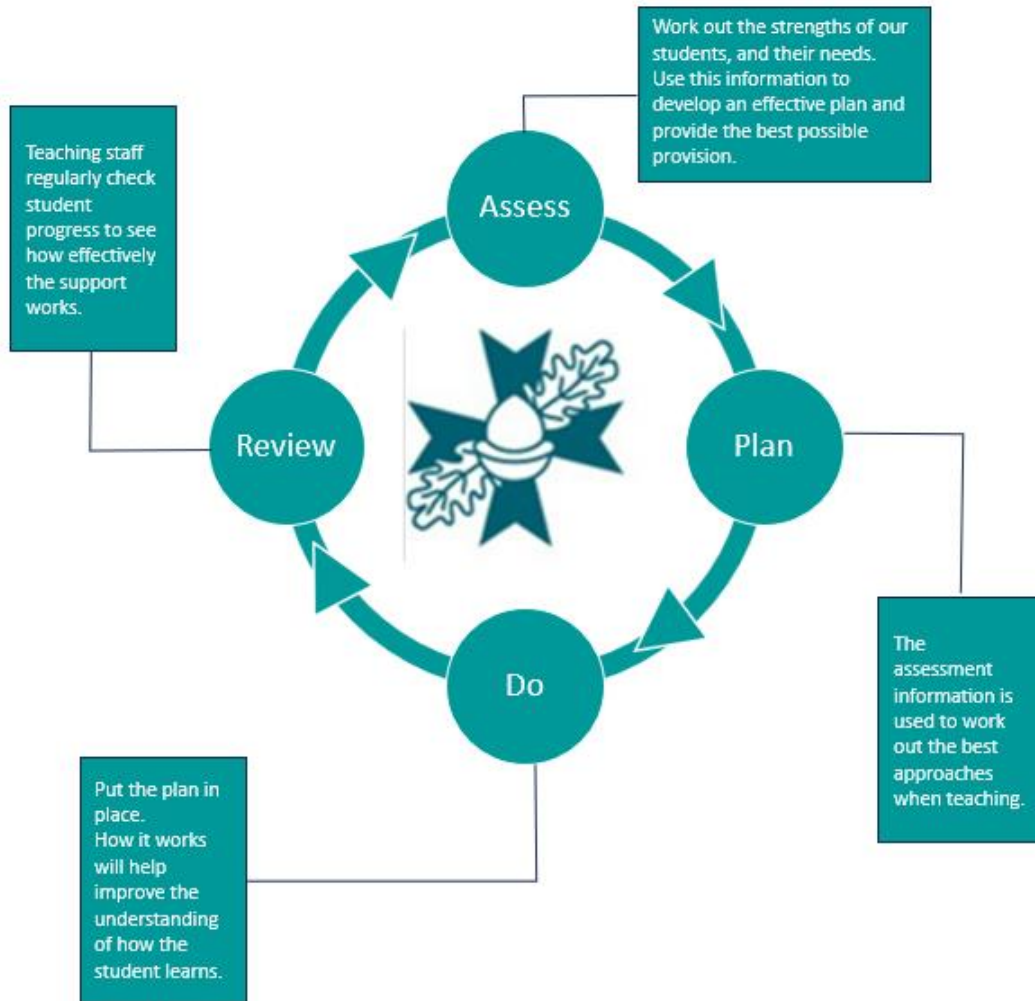 Work out the strengths of our
students, and their needs.
Use this information to
develop an effective plan and
provide the best possible
provision.
Assess
Teaching staff
regularly check
student
progress to see
how effectively
the support
works.
Review
Plan
The
assessment
information is
used to work
out the best
approaches
when teaching.
Do
Put the plan in
place.
How it works
will help
improve the
understanding
of how the
student learns.